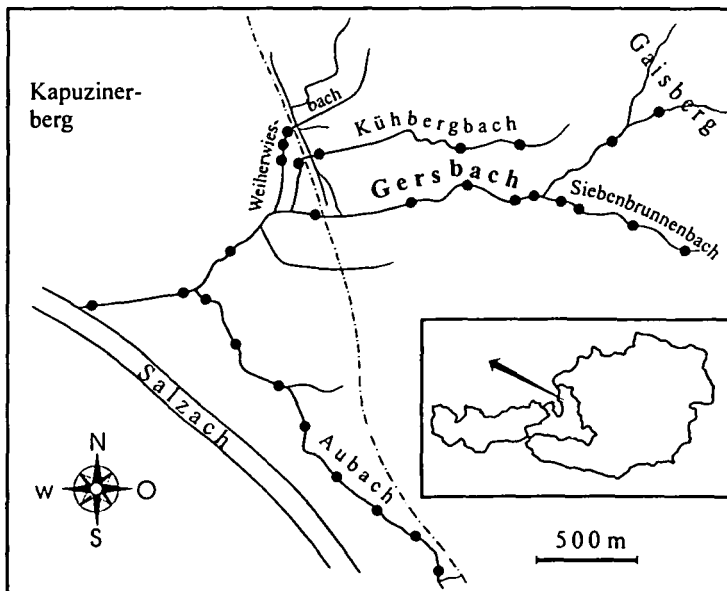 Kapuziner-
berg
Weiherwies-
bach
Kühbergbach
Gaisberg
Gersbach
Siebenbrunnenbach
Salzach
Aubach
N
W O
S
500 m